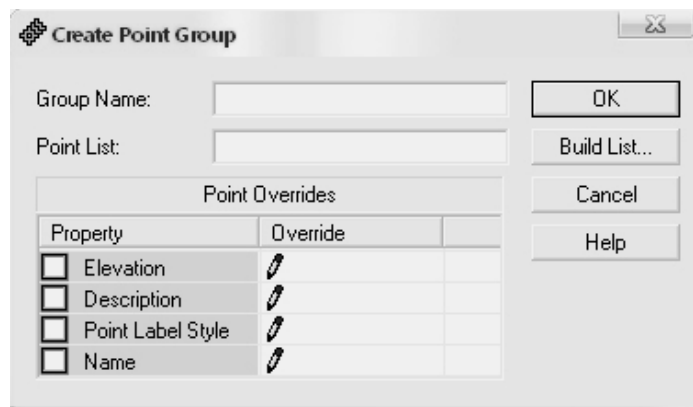 Create Point Group
Group Name:
OK
Point List:
Build List...
Point Overrides
Cancel
Property Override
Help
Elevation
Description
Point Label Style
Name